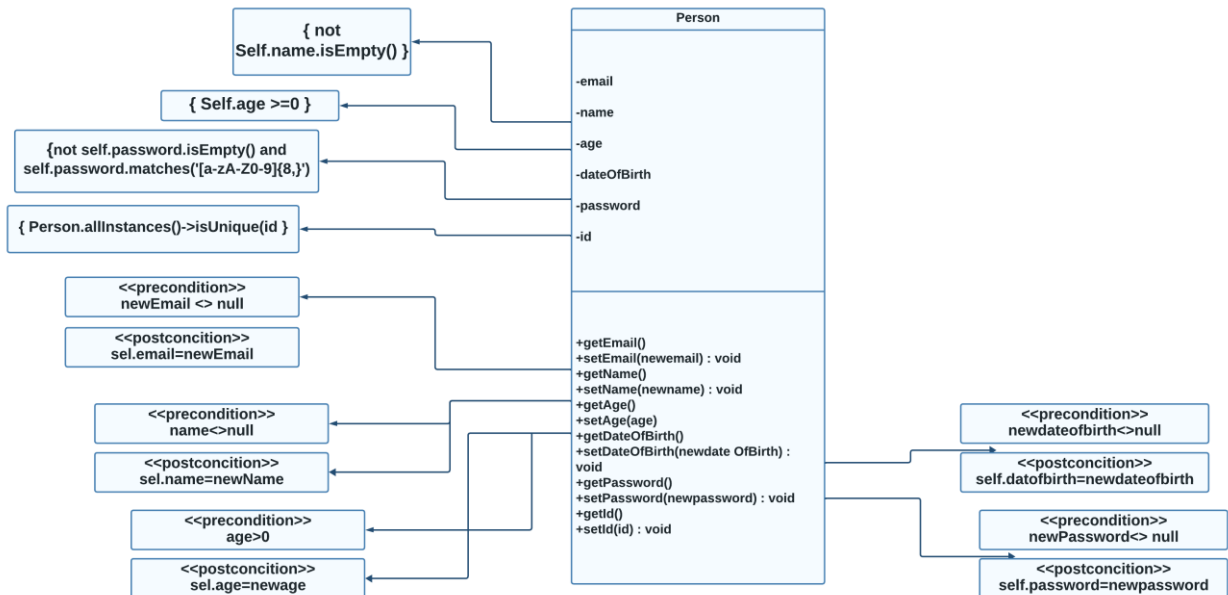 Person
{ not
Self.name.isEmpty() }
{ Self.age >=0 }
{not self.password.isEmpty() and
self.password.matches('[a-zA-Z0-9]{8,}')
{ Person.allInstances()->isUnique(id }
-email
-name
-age
-dateOfBirth
-password
-id
<<precondition>>
newEmail <> null
<<postconcition>>
sel.email=newEmail
<<precondition>>
name<>null
<<postconcition>>
sel.name=newName
<<precondition>>
age>0
<<postconcition>>
sel.age=newage
+getEmail()
+setEmail(newemail) : void
+getName()
+setName(newname) : void
+getAge()
+setAge(age)
+getDateOfBirth()
+setDateOfBirth(newdate OfBirth) :
void
+getPassword()
+setPassword(newpassword) : void
+getId()
+setId(id) : void
<<precondition>>
newdateofbirth<>null
<<postcondition>>
self.datofbirth=newdateofbirth
<<precondition>>
newPassword<> null
<<postcondition>>
self.password=newpassword